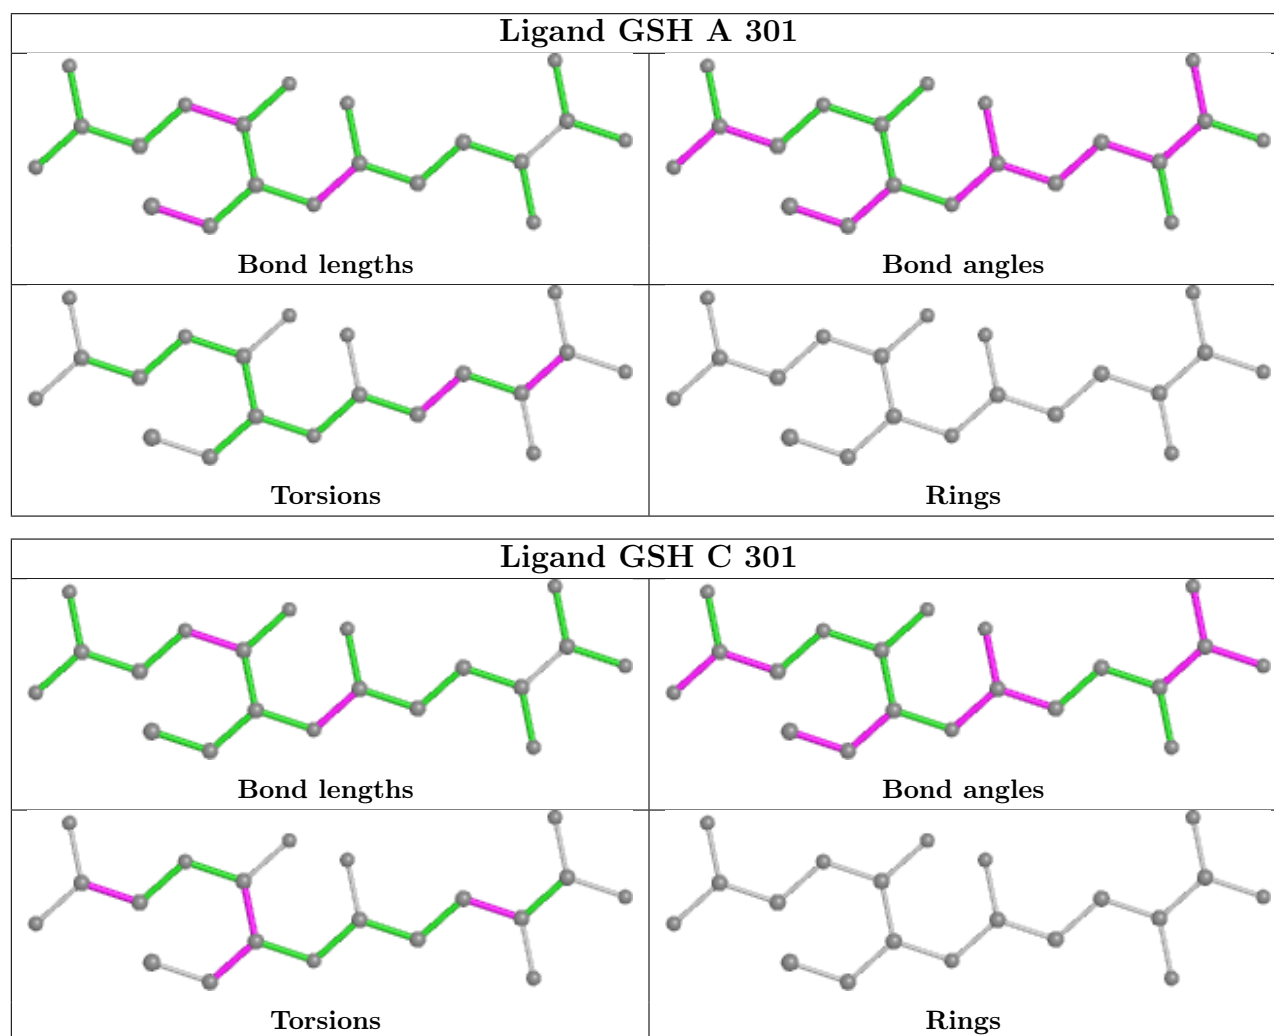 Ligand GSH A 301
Bond lengths
Bond angles
Torsions
Rings
Ligand GSH C 301
Bond lengths
Bond angles
Torsions
Rings